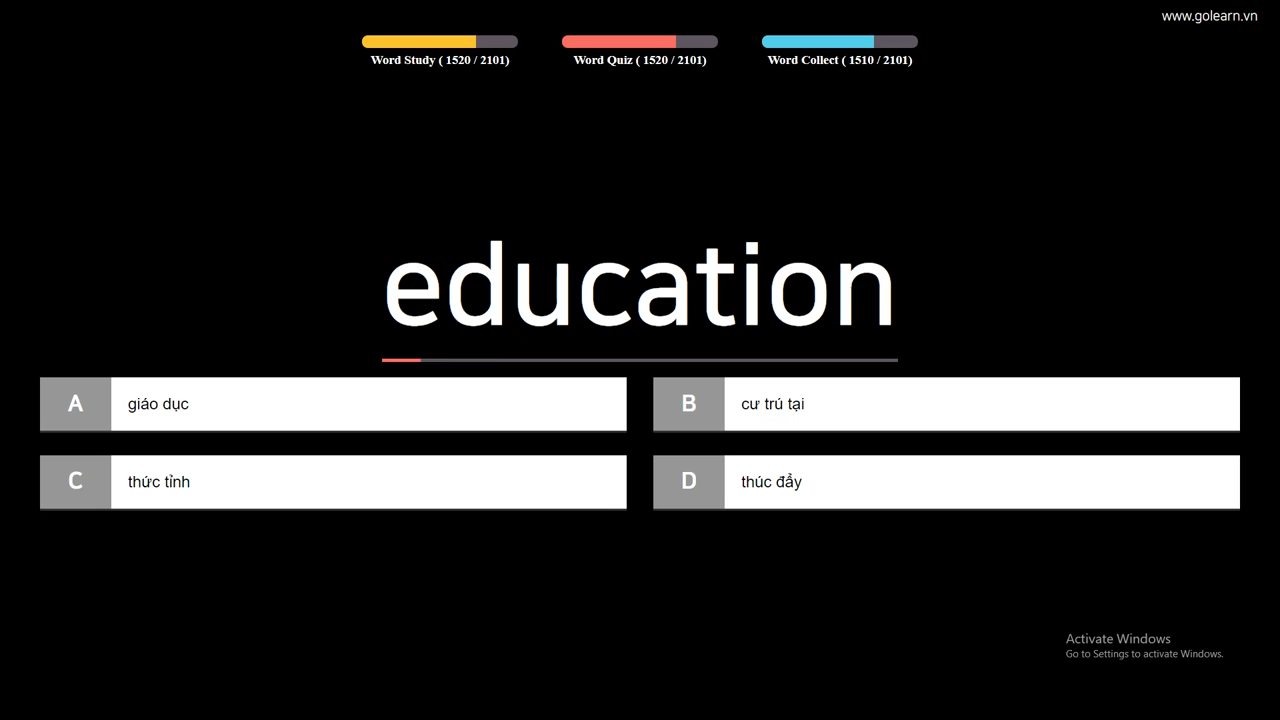 www.golearn.vn
Word Study ( 1520 / 2101) Word Quiz ( 1520 / 2101) Word Collect ( 1510 / 2101)
education
A giáo dục
B cư trú tại
C thức tỉnh
D thúc đẩy
Activate Windows
Go to Settings to activate Windows.